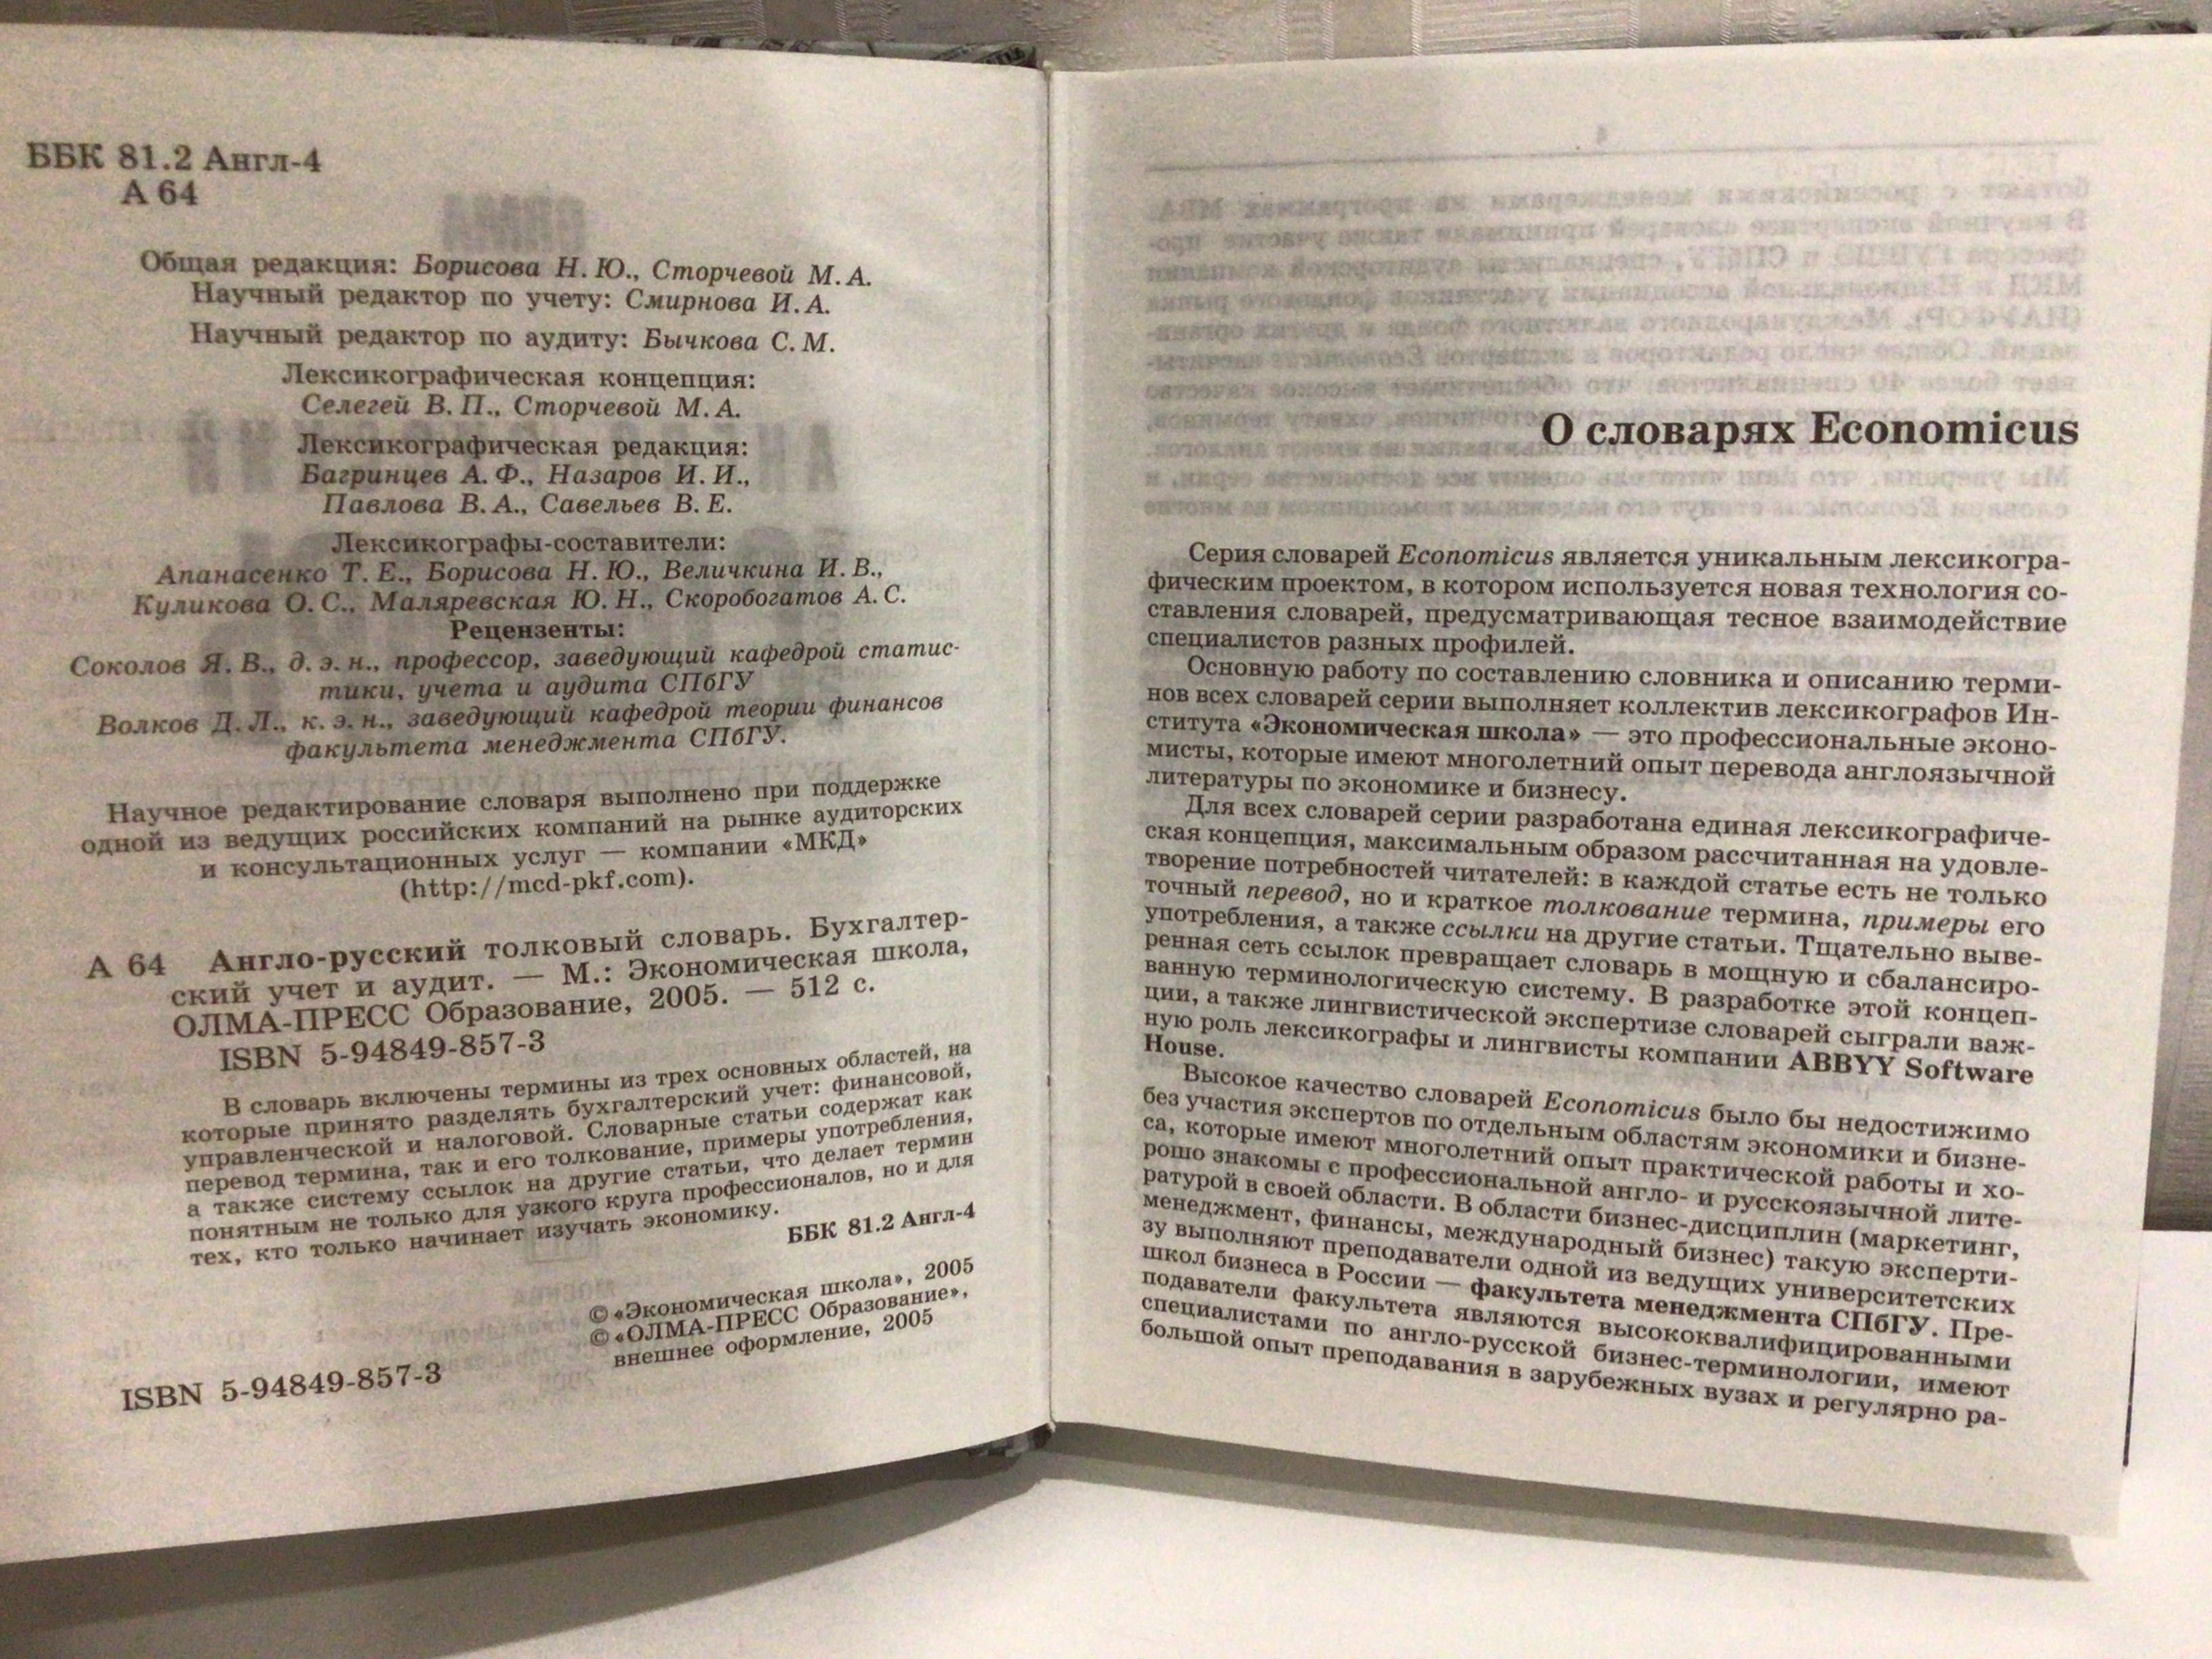 ББК 81.2 Англ-4
А 64
Общая редакция: Борисова Н. Ю., Сторчевой М. А.
Научный редактор по учету: Смирнова И. А.
Научный редактор по аудиту: Бычкова С. М.
Лексикографическая концепция:
Селегей В. П., Сторчевой М. А.
Лексикографическая редакция:
Багринцев А. Ф., Назаров И. И.,
Павлова В. А., Савельев В. Е.
Лексикографы-составители:
Апанасенко Т. Е., Борисова Н. Ю., Величкина И. В.,
Куликова О. С., Маляревская Ю. Н., Скоробогатов А. С.
Рецензенты:
Соколов Я. В., д. э. н., профессор, заведующий кафедрой статис-
тики, учета и аудита СПбГУ
Волков Д. Л., к. э. н., заведующий кафедрой теории финансов
факультета менеджмента СПбГУ.
Научное редактирование словаря выполнено при поддержке
одной из ведущих российских компаний на рынке аудиторских
и консультационных услуг — компании «МКД»
(http://mcd-pkf.com).
А 64 Англо-русский толковый словарь. Бухгалтер-
ский учет и аудит. — М.: Экономическая школа,
ОЛМА-ПРЕСС Образование, 2005. — 512 с.
ISBN 5-94849-857-3
В словарь включены термины из трех основных областей, на
которые принято разделять бухгалтерский учет: финансовой,
управленческой и налоговой. Словарные статьи содержат как
перевод термина, так и его толкование, примеры употребления,
а также систему ссылок на другие статьи, что делает термин
понятным не только для узкого круга профессионалов, но и для
тех, кто только начинает изучать экономику.
ББК 81.2 Англ-4
© «Экономическая школа», 2005
© «ОЛМА-ПРЕСС Образование»,
внешнее оформление, 2005
ISBN 5-94849-857-3
О словарях Economicus
Серия словарей Economicus является уникальным лексикогра-
фическим проектом, в котором используется новая технология со-
ставления словарей, предусматривающая тесное взаимодействие
специалистов разных профилей.
Основную работу по составлению словника и описанию терми-
нов всех словарей серии выполняет коллектив лексикографов Ин-
ститута «Экономическая школа» — это профессиональные эконо-
мисты, которые имеют многолетний опыт перевода англоязычной
литературы по экономике и бизнесу.
Для всех словарей серии разработана единая лексикографиче-
ская концепция, максимальным образом рассчитанная на удовле-
творение потребностей читателей: в каждой статье есть не только
точный перевод, но и краткое толкование термина, примеры его
употребления, а также ссылки на другие статьи. Тщательно выве-
ренная сеть ссылок превращает словарь в мощную и сбалансиро-
ванную терминологическую систему. В разработке этой концеп-
ции, а также лингвистической экспертизе словарей сыграли важ-
ную роль лексикографы и лингвисты компании ABBYY Software
House.
Высокое качество словарей Economicus было бы недостижимо
без участия экспертов по отдельным областям экономики и бизне-
са, которые имеют многолетний опыт практической работы и хо-
рошо знакомы с профессиональной англо- и русскоязычной лите-
ратурой в своей области. В области бизнес-дисциплин (маркетинг,
менеджмент, финансы, международный бизнес) такую эксперти-
зу выполняют преподаватели одной из ведущих университетских
школ бизнеса в России — факультета менеджмента СПбГУ. Пре-
подаватели факультета являются высококвалифицированными
специалистами по англо-русской бизнес-терминологии, имеют
большой опыт преподавания в зарубежных вузах и регулярно ра-